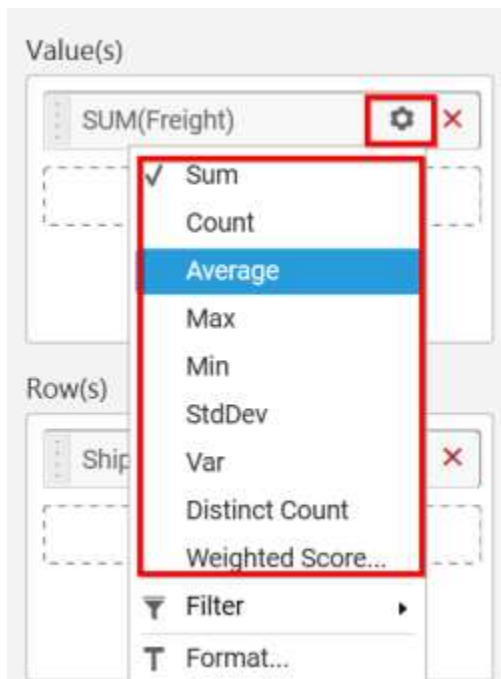 Value(s)
SUM(Freight)
Sum
Count
Average
Max
Min
Row(s)
StdDev
Ship
Var
Distinct Count
Weighted Score...
Filter
Format...